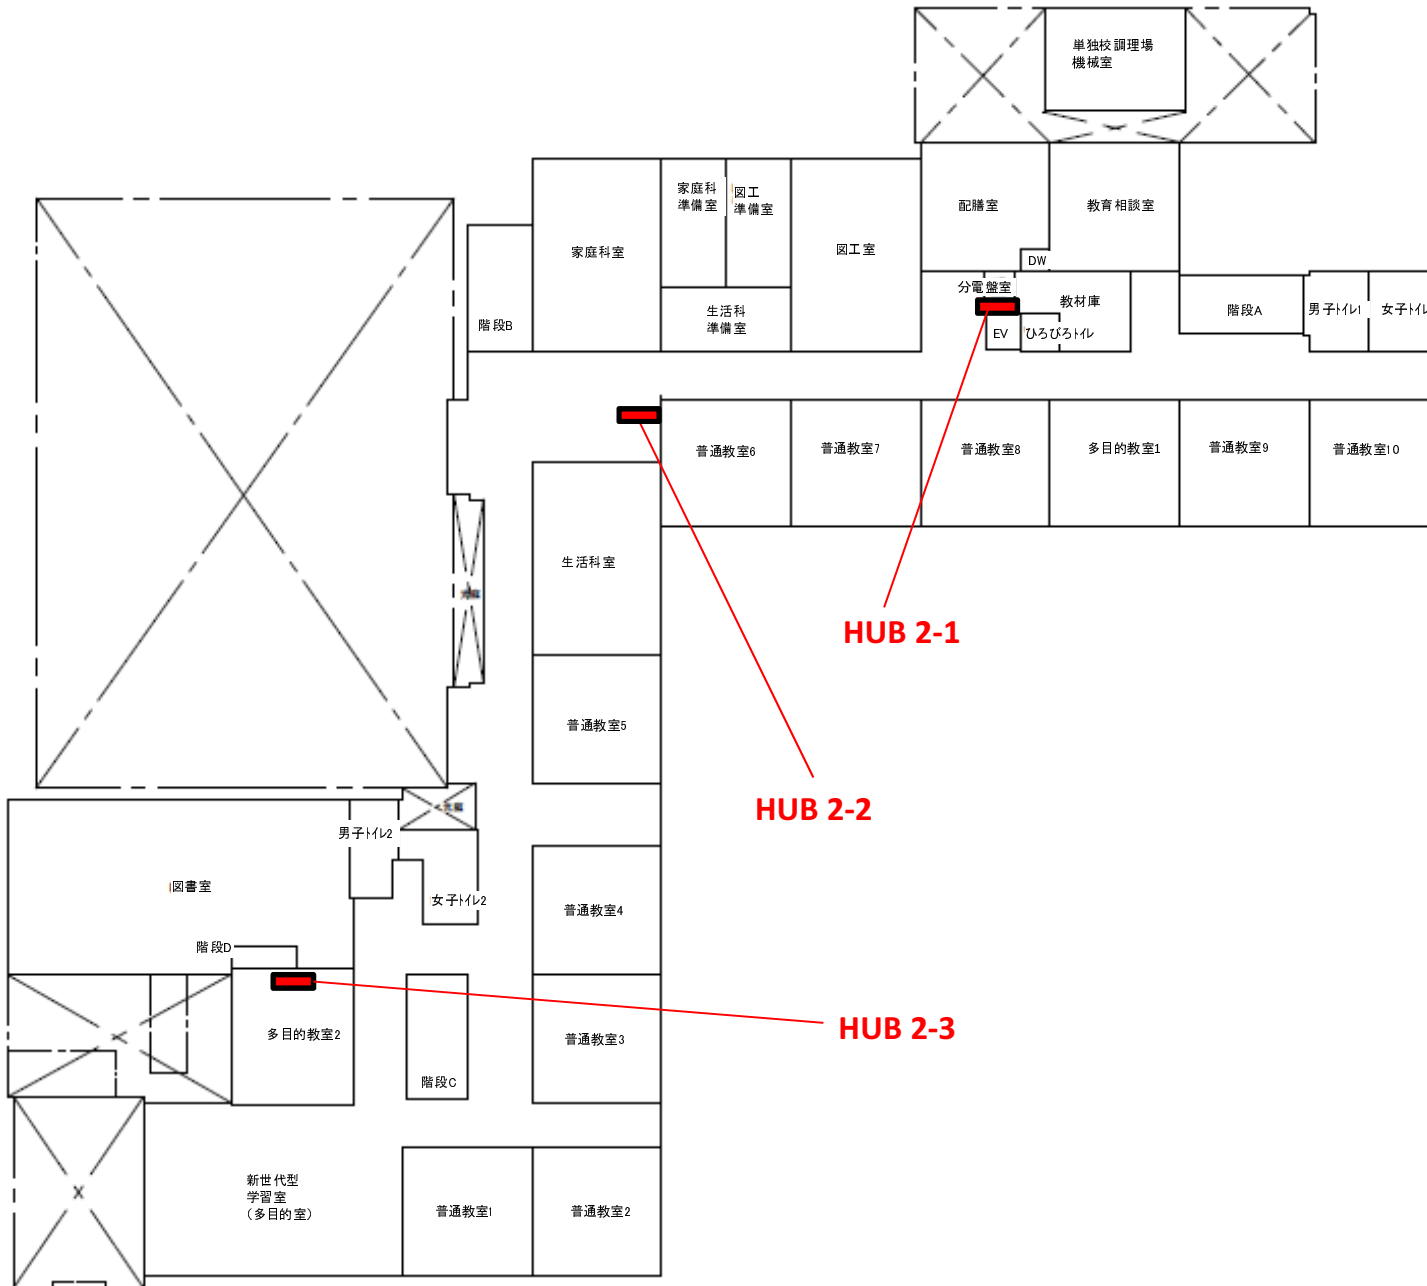 単独校調理場
機械室
家庭科
準備室
図工
準備室
配膳室
教育相談室
家庭科室
図工室
DW
分電盤室
教材庫
階段B
生活科
準備室
EV
ひろびろトイレ
階段A
男子トイレ1
女子トイレ
普通教室6
普通教室7
普通教室8
多目的教室1
普通教室9
普通教室10
生活科室
HUB 2-1
普通教室5
HUB 2-2
男子トイレ2
図書室
女子トイレ2
普通教室4
階段D
多目的教室2
HUB 2-3
普通教室3
階段C
新世代型
学習室
(多目的室)
普通教室1
普通教室2